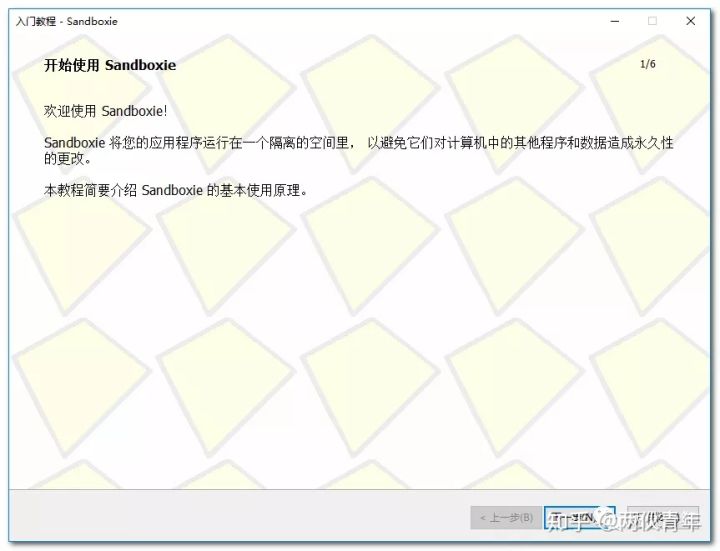 入门教程 - Sandboxie
开始使用 Sandboxie
1/6
欢迎使用 Sandboxie!
Sandboxie 将您的应用程序运行在一个隔离的空间里， 以避免它们对计算机中的其他程序和数据造成永久性
的更改。
本教程简要介绍 Sandboxie 的基本使用原理。
< 上一步(B)
知乎 @两仪青年